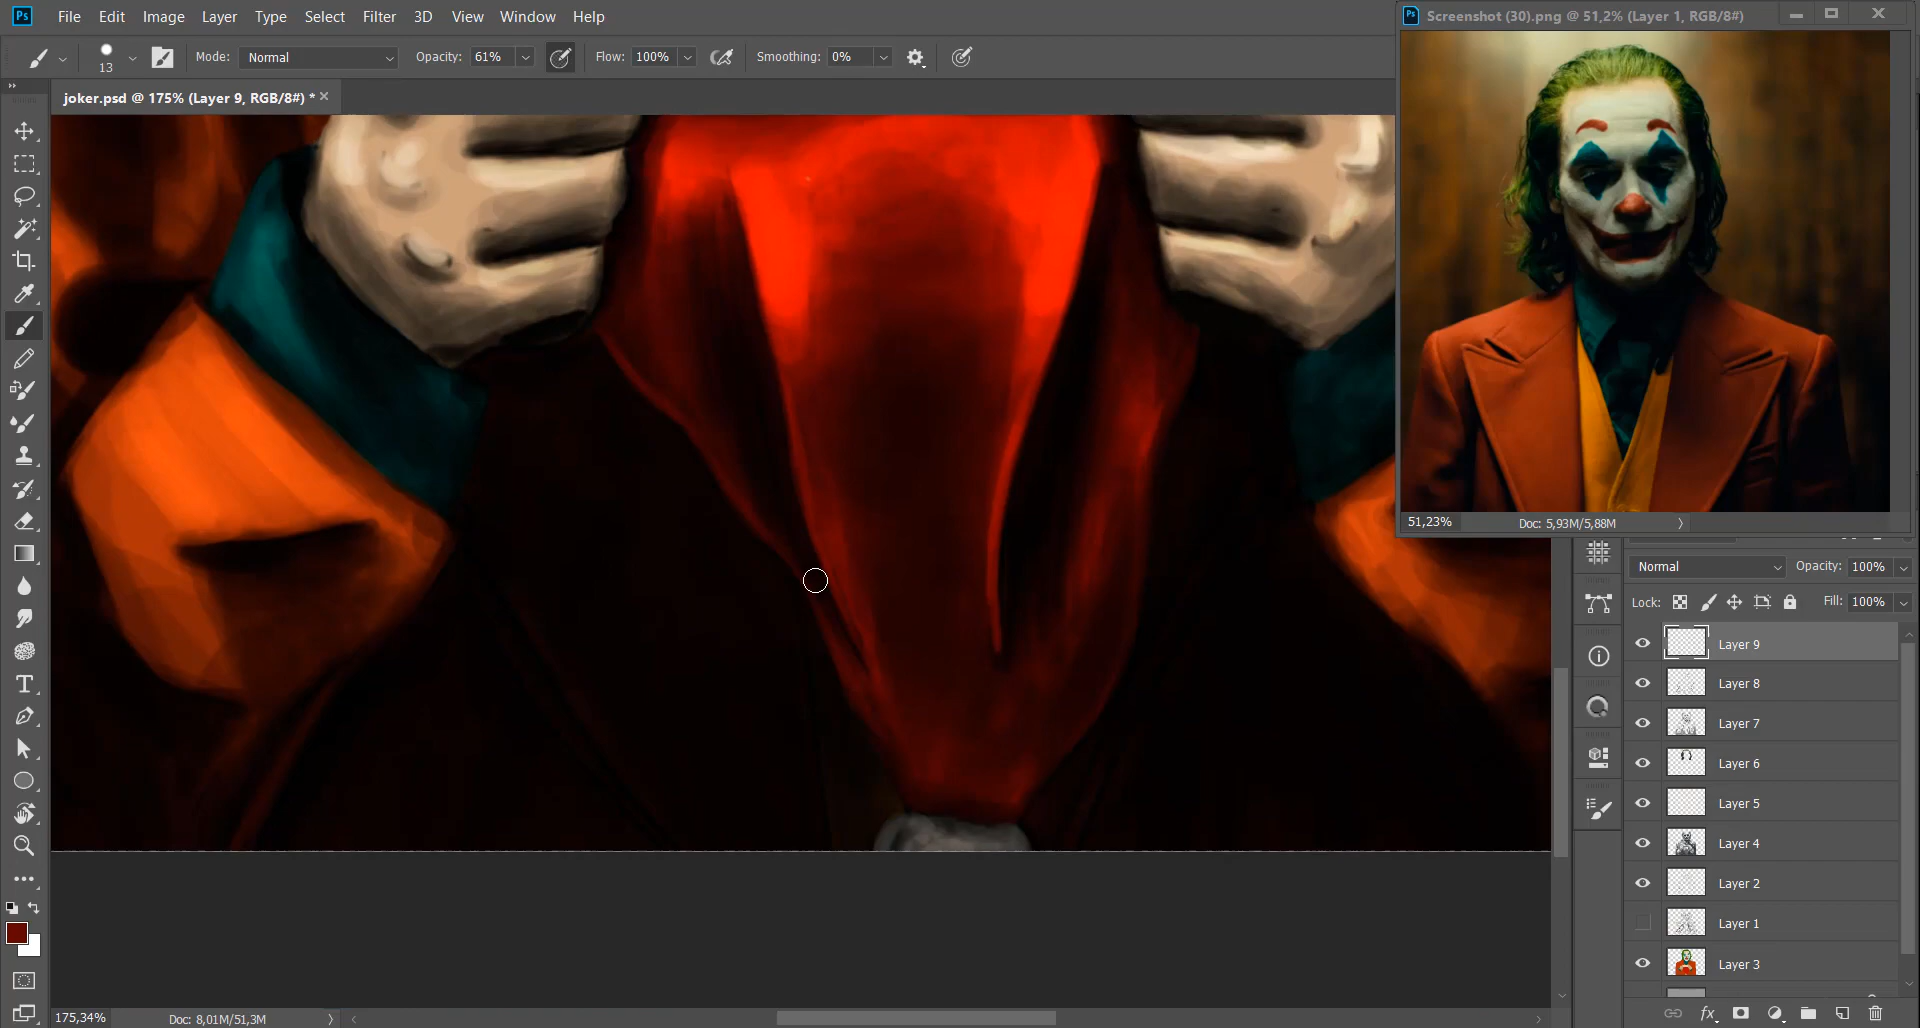 Ps File Edit Image Layer Type Select Filter 3D View Window Help
Ps Screenshot (30).png @ 51,2% (Layer 1, RGB/8#)
13 Mode: Normal Opacity: 61% Flow: 100% Smoothing: 0%
joker.psd @ 175% (Layer 9, RGB/8#) *
51,23% Doc: 5,93M/5,88M
Normal Opacity: 100%
Lock: Fill: 100%
Layer 9
Layer 8
Layer 7
Layer 6
Layer 5
Layer 4
Layer 2
Layer 1
Layer 3
175,34% Doc: 8,01M/51,3M
fx